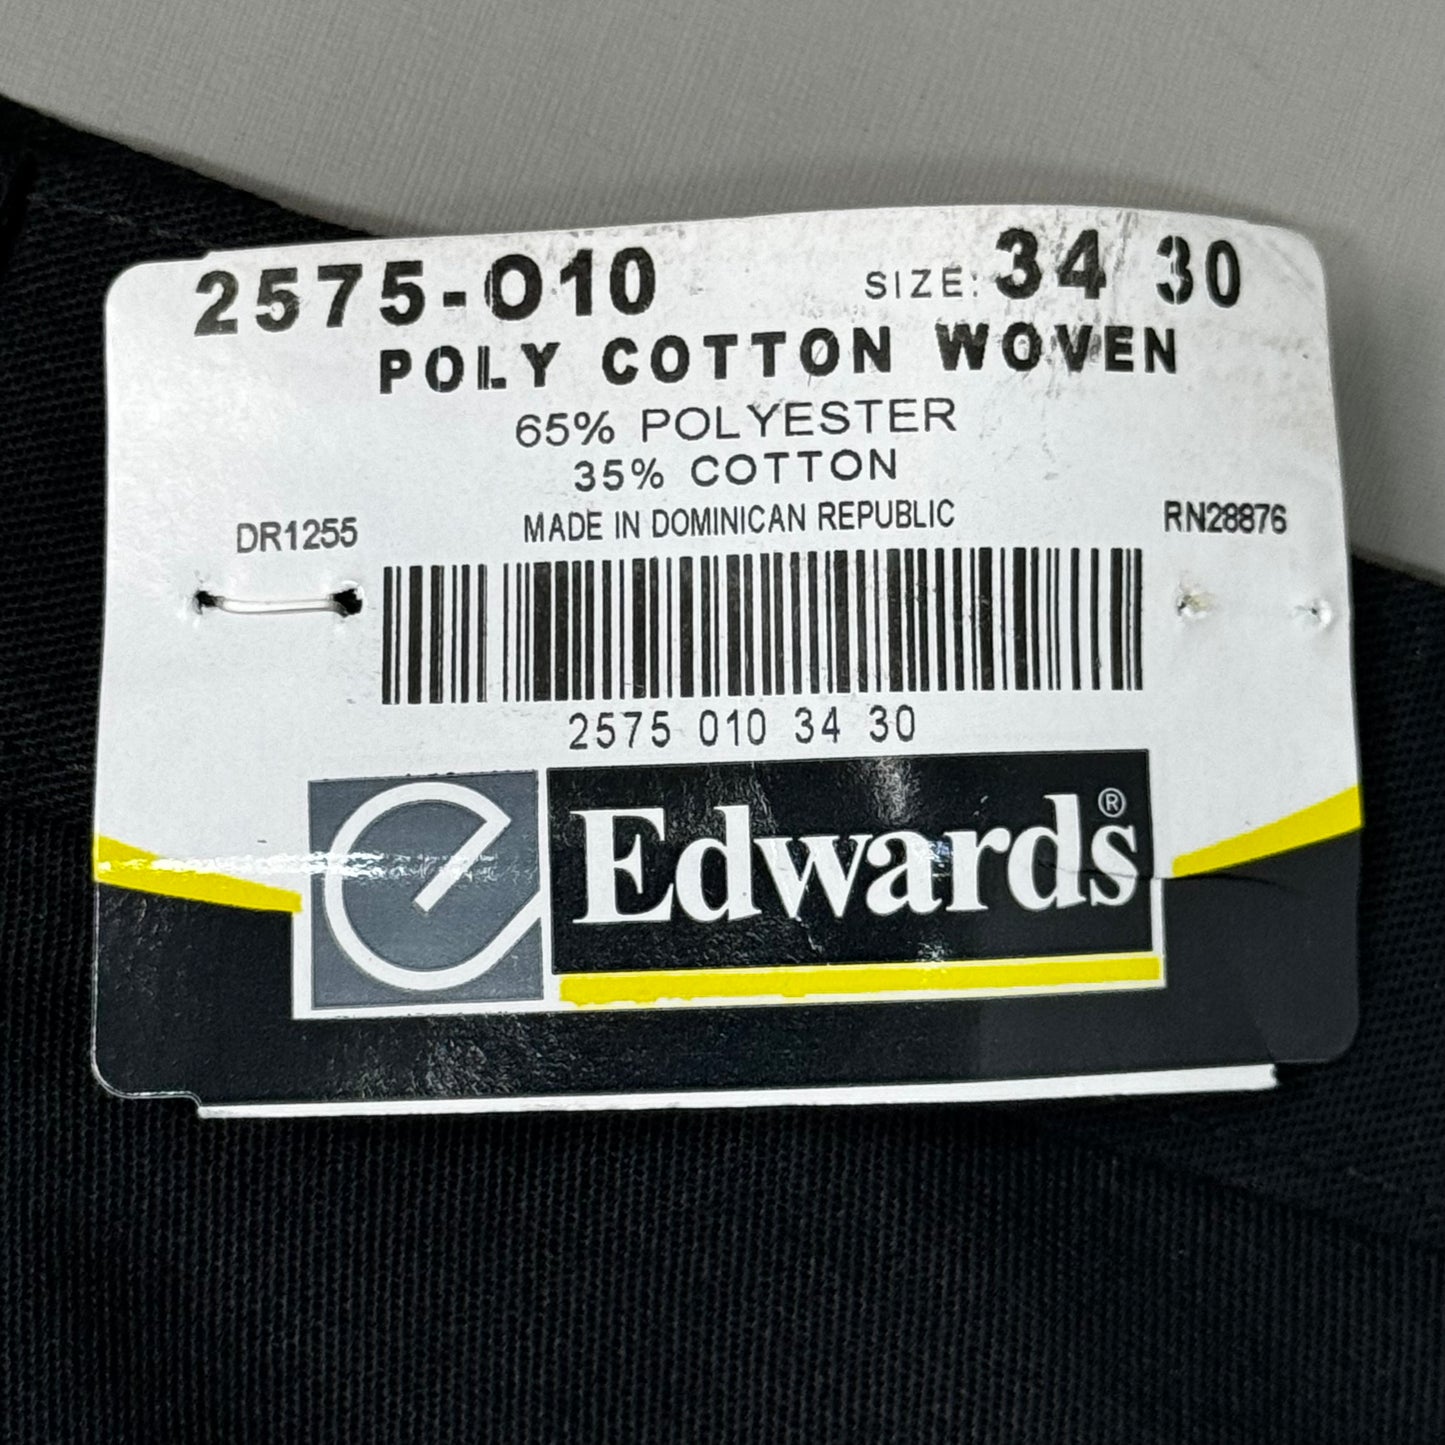 2575-010 SIZE: 34 30
POLY COTTON WOVEN
65% POLYESTER
35% COTTON
DR1255 MADE IN DOMINICAN REPUBLIC RN28876
2575 010 34 30
e Edwards®